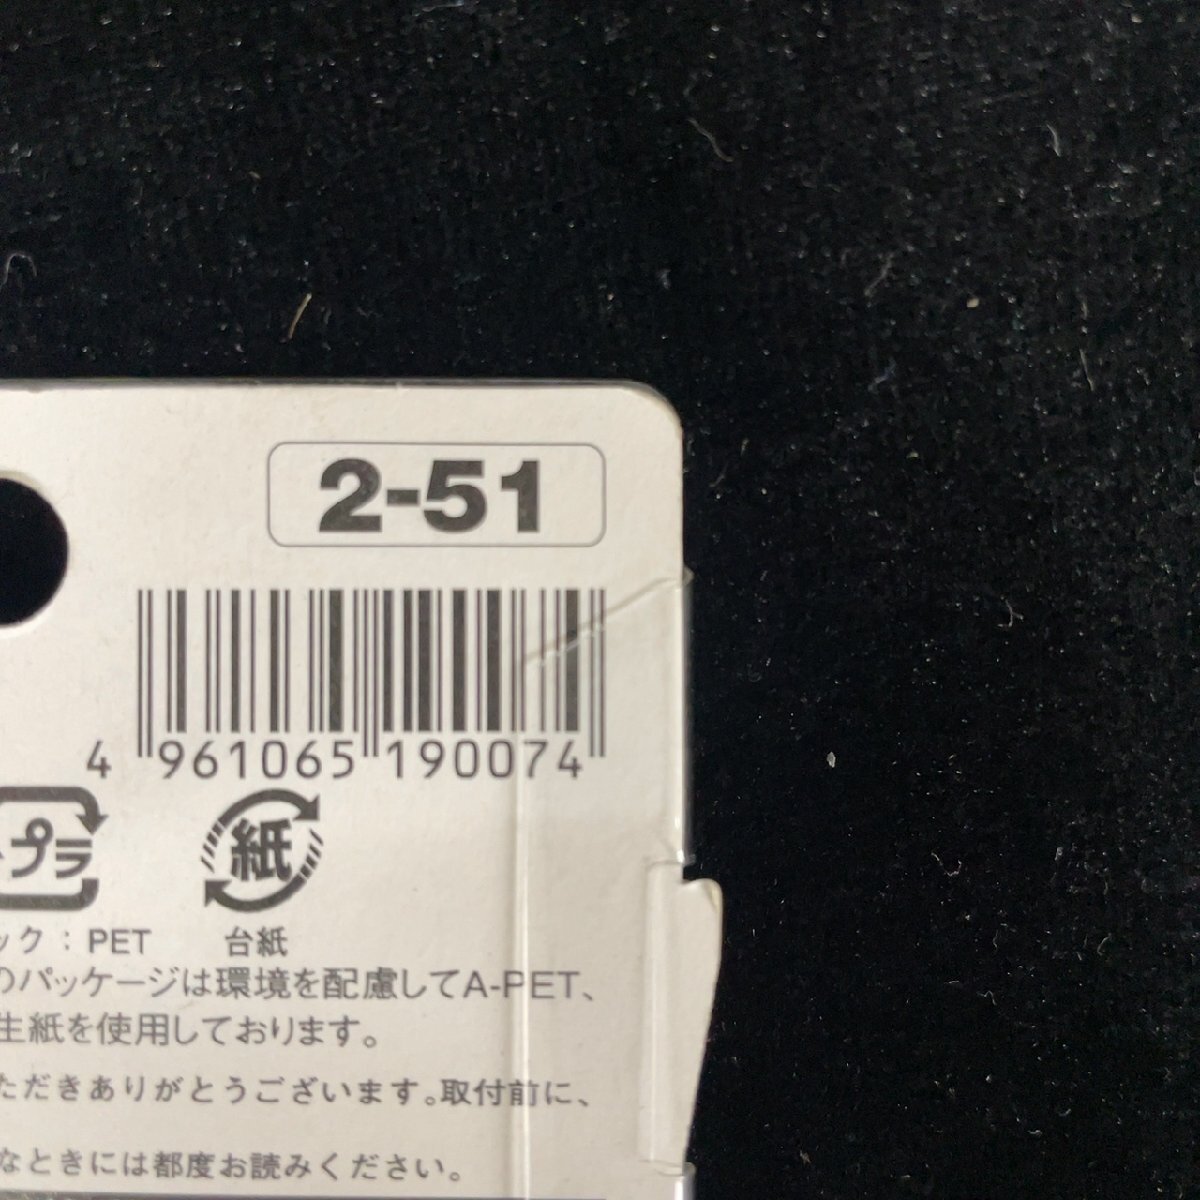 2-51
4 961065 190074
プラ 紙
ック：PET 台紙
のパッケージは環境を配慮してA-PET、
生紙を使用しております。
ただきありがとうございます。取付前に、
なときには都度お読みください。